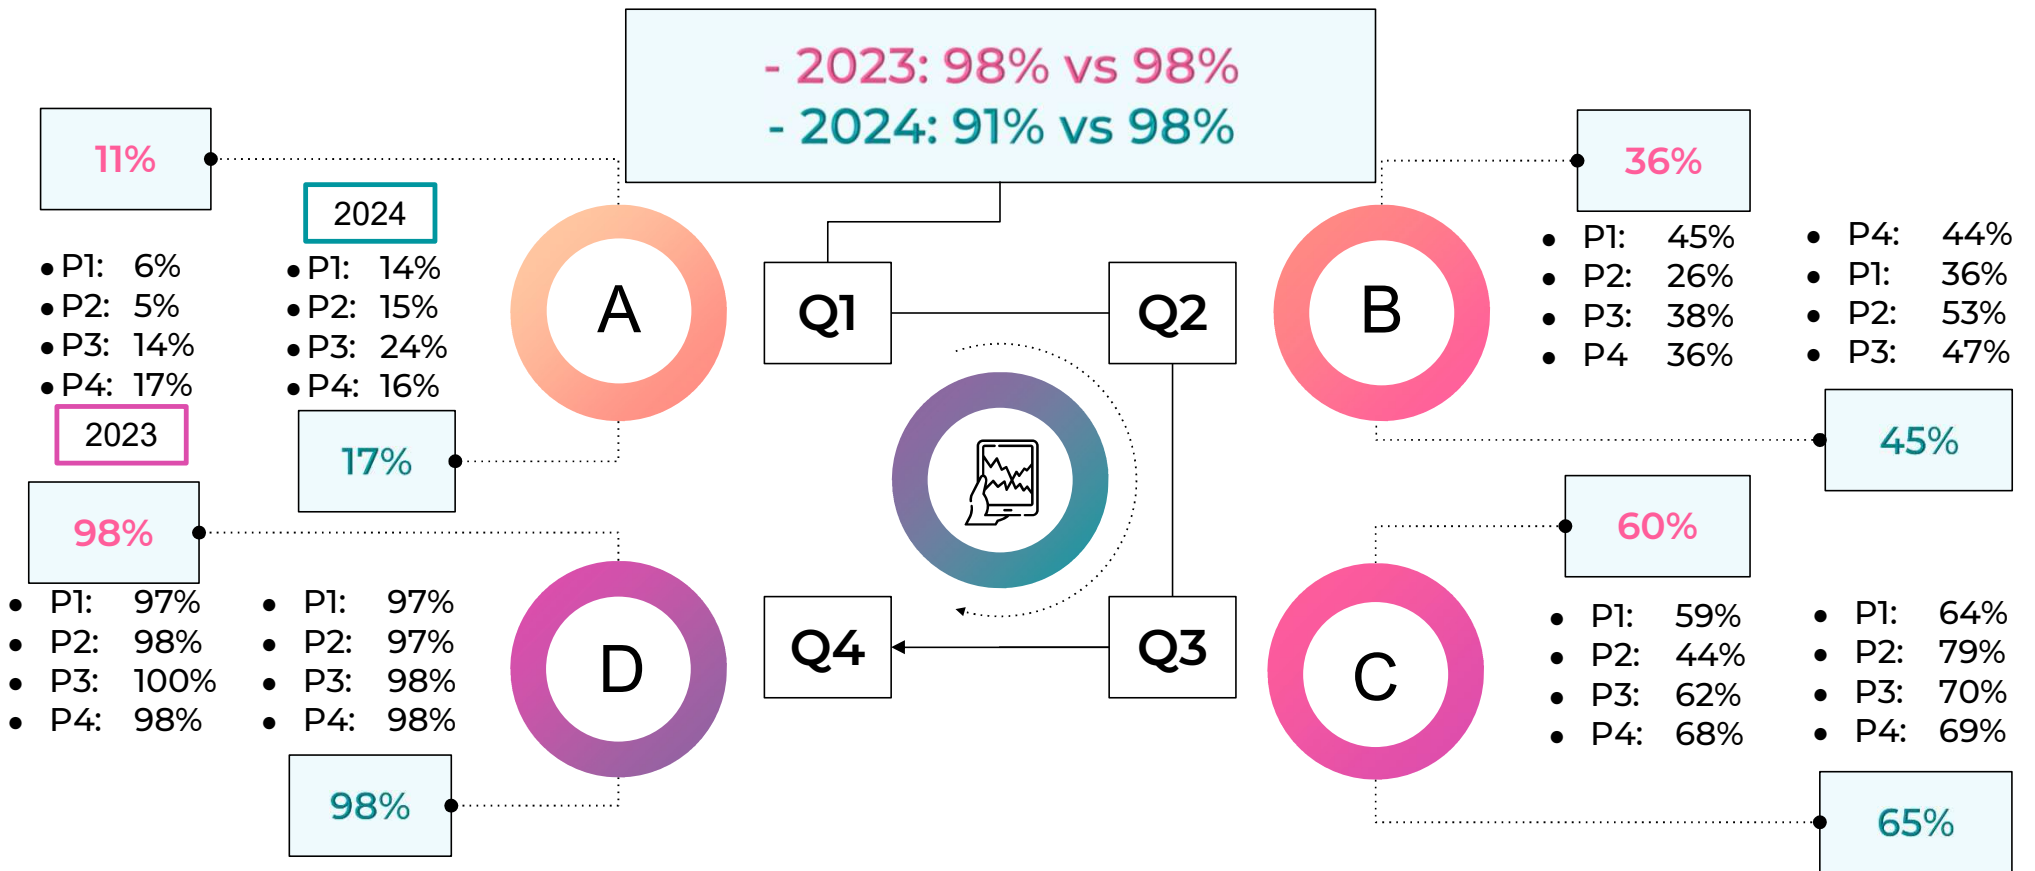 - 2023: 98% vs 98%
- 2024: 91% vs 98%
11%
2024
● P1: 6%
● P2: 5%
● P3: 14%
● P4: 17%
2023
● P1: 14%
● P2: 15%
● P3: 24%
● P4: 16%
17%
A
Q1
Q2
B
36%
● P1: 45%
● P2: 26%
● P3: 38%
● P4 36%
● P4: 44%
● P1: 36%
● P2: 53%
● P3: 47%
45%
98%
● P1: 97%
● P2: 98%
● P3: 100%
● P4: 98%
● P1: 97%
● P2: 97%
● P3: 98%
● P4: 98%
98%
D
Q4
Q3
C
60%
● P1: 59%
● P2: 44%
● P3: 62%
● P4: 68%
● P1: 64%
● P2: 79%
● P3: 70%
● P4: 69%
65%